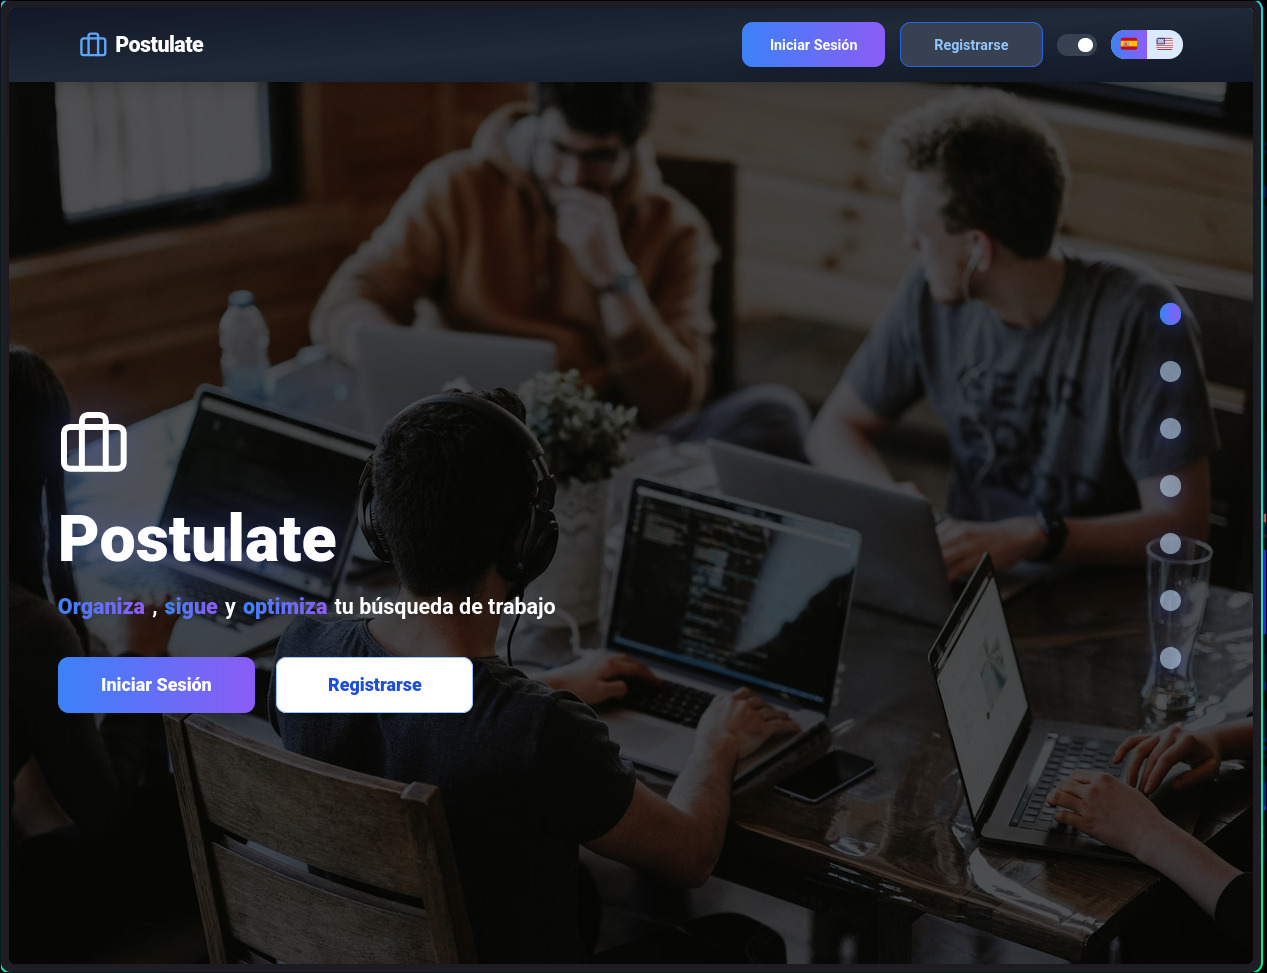 Postulate
Iniciar Sesión
Registrarse
Postulate
Organiza , sigue y optimiza tu búsqueda de trabajo
Iniciar Sesión
Registrarse